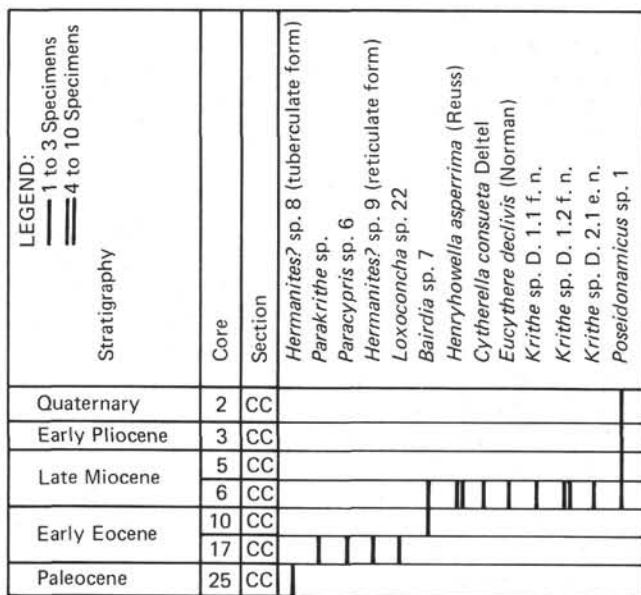 LEGEND:
1 to 3 Specimens
4 to 10 Specimens
Stratigraphy
Core
Section
Hermanites? sp. 8 (tuberculate form)
Parakrithe sp.
Paracypris sp. 6
Hermanites? sp. 9 (reticulate form)
Loxoconcha sp. 22
Bairdia sp. 7
Henryhowella asperrima (Reuss)
Cytherella consueta Deltel
Eucythere declivis (Norman)
Krithe sp. D. 1.1 f. n.
Krithe sp. D. 1.2 f. n.
Krithe sp. D. 2.1 e. n.
Poseidonamicus sp. 1
Quaternary 2 CC
Early Pliocene 3 CC
Late Miocene 5 CC
6 CC
Early Eocene 10 CC
17 CC
Paleocene 25 CC